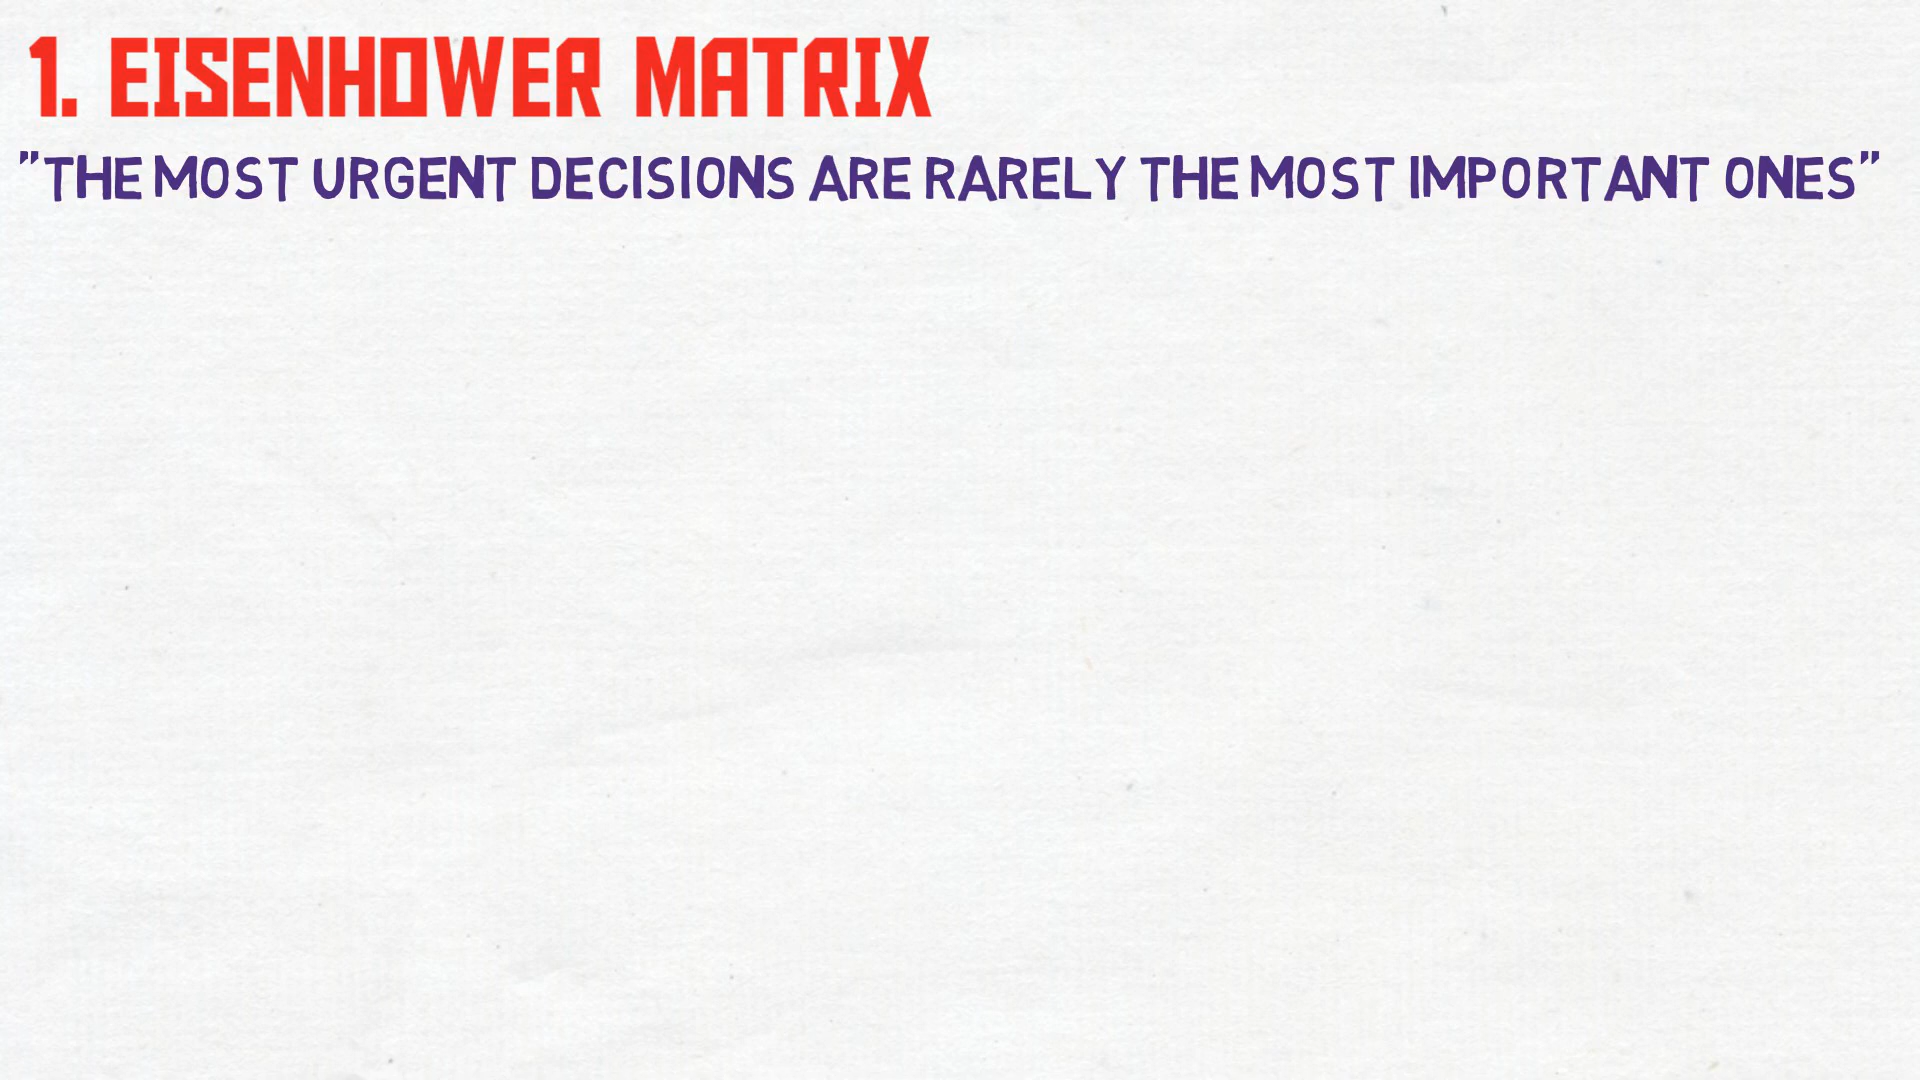 1. EISENHOWER MATRIX
"THE MOST URGENT DECISIONS ARE RARELY THE MOST IMPORTANT ONES"